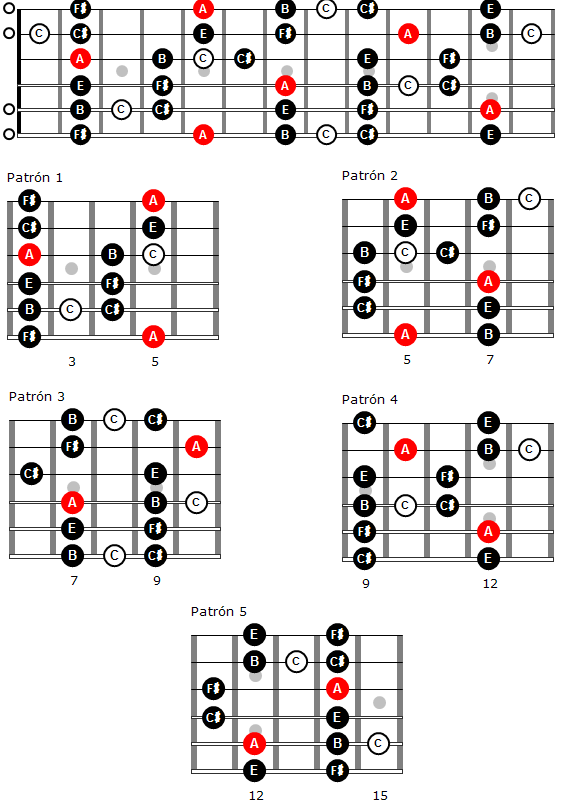 F♯ A B C C♯ E
C C♯ E F♯ A B C
A B C C♯ E F♯
E F♯ A B C C♯
B C C♯ E F♯ A
F♯ A B C C♯ E
Patrón 1
F♯ A
C♯ E
A B C
E F♯
B C C♯
F♯ A
3 5
Patrón 2
A B C
E F♯
B C C♯
F♯ A
C♯ E
A B
5 7
Patrón 3
B C C♯
F♯ A
C♯ E
A B C
E F♯
B C C♯
7 9
Patrón 4
C♯ E
A B C
E F♯
B C C♯
F♯ A
C♯ E
9 12
Patrón 5
E F♯
B C C♯
F♯ A
C♯ E
A B C
E F♯
12 15